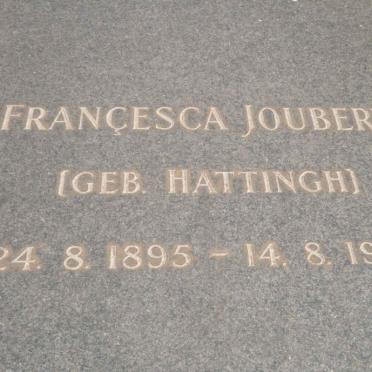 FRANÇESCA JOUBER
[GEB. HATTINGH]
24. 8. 1895 – 14. 8. 19